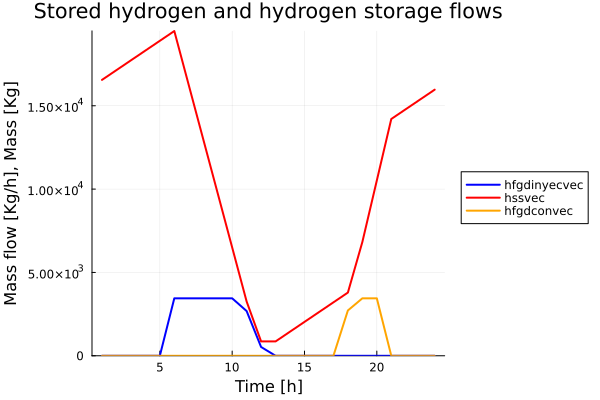 Stored hydrogen and hydrogen storage flows
Mass flow [Kg/h], Mass [Kg]
1.50×10⁴
1.00×10⁴
5.00×10³
0
5 10 15 20
Time [h]
hfgdinyecvec
hssvec
hfgdconvec